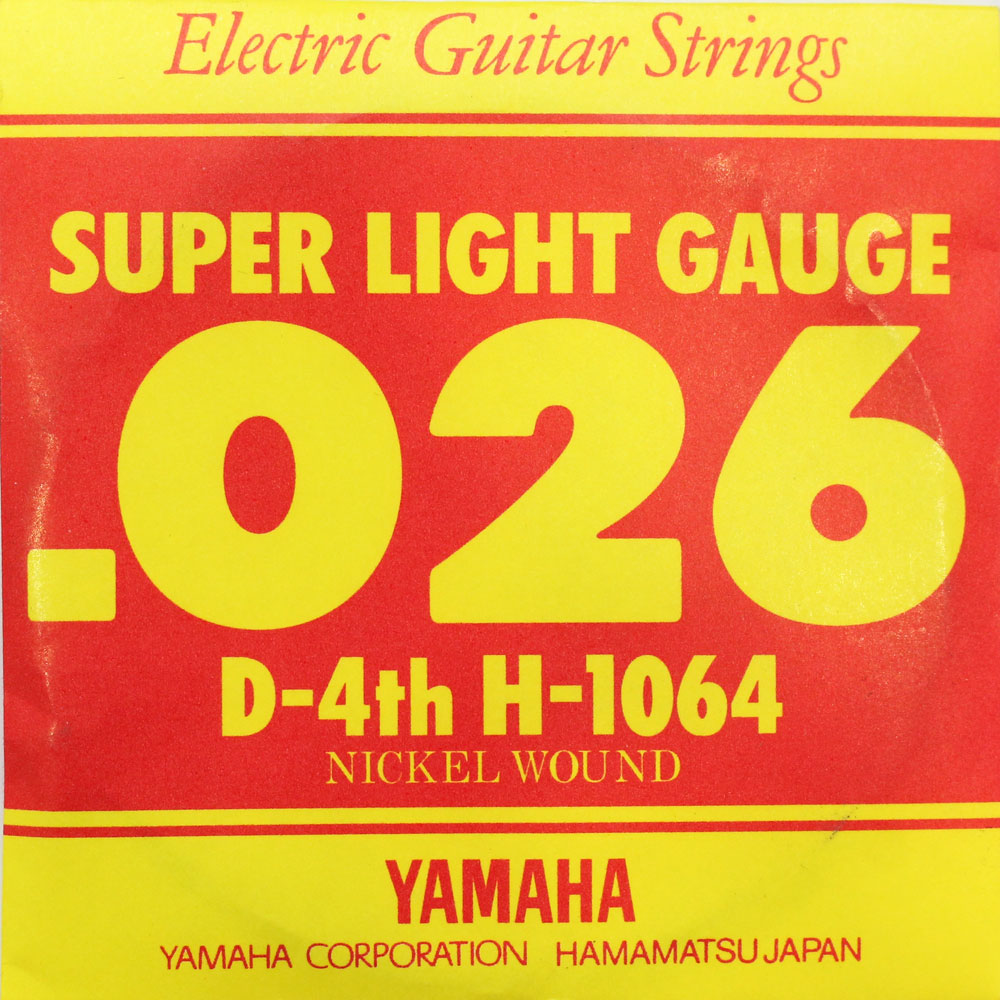 Electric Guitar Strings
SUPER LIGHT GAUGE
.026
D-4th H-1064
NICKEL WOUND
YAMAHA
YAMAHA CORPORATION HAMAMATSU JAPAN